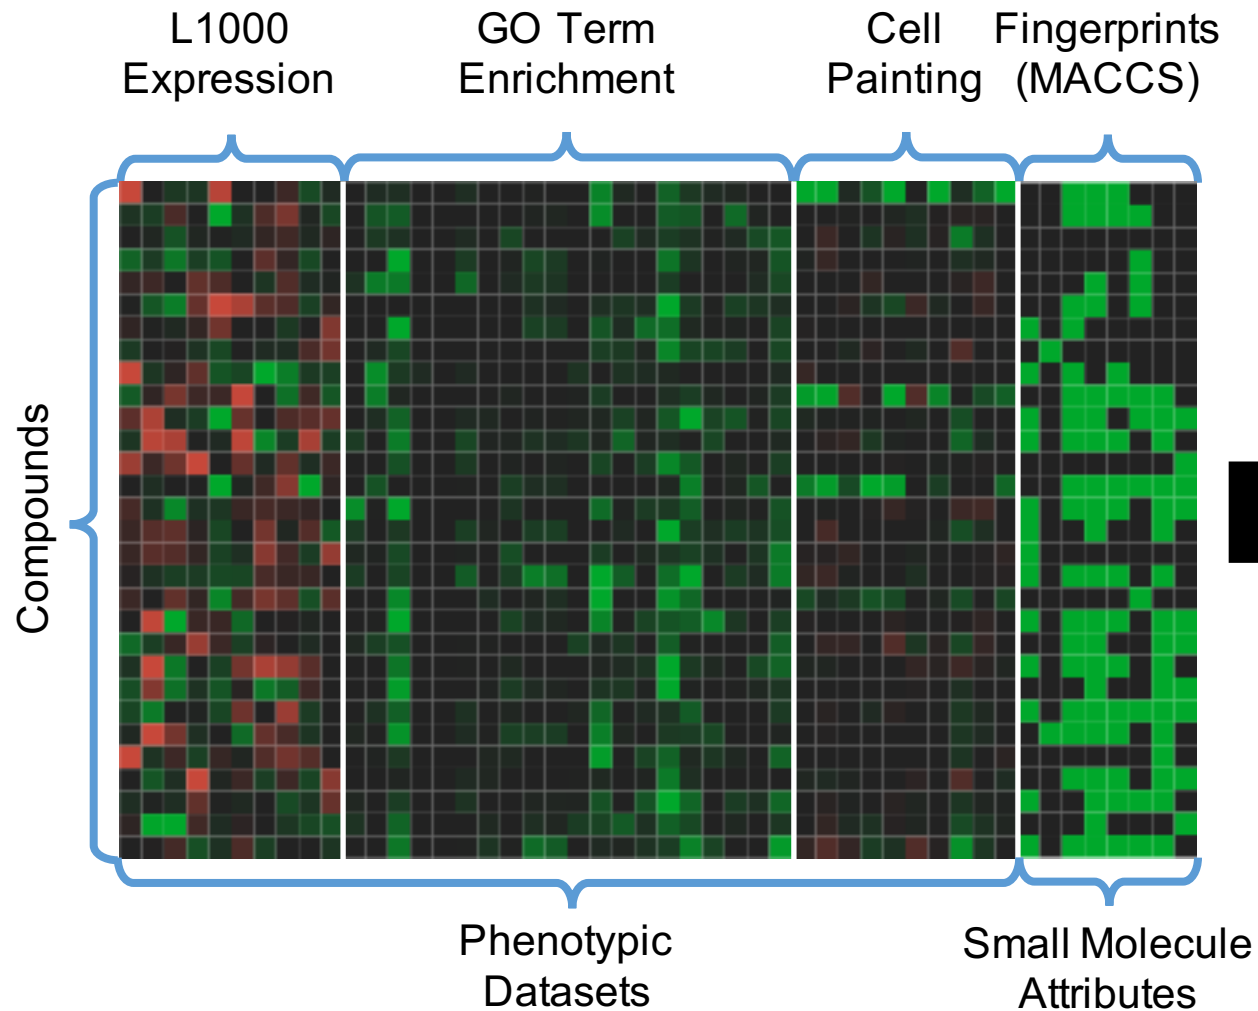 L1000
Expression
GO Term
Enrichment
Cell
Painting
Fingerprints
(MACCS)
Compounds
Phenotypic
Datasets
Small Molecule
Attributes